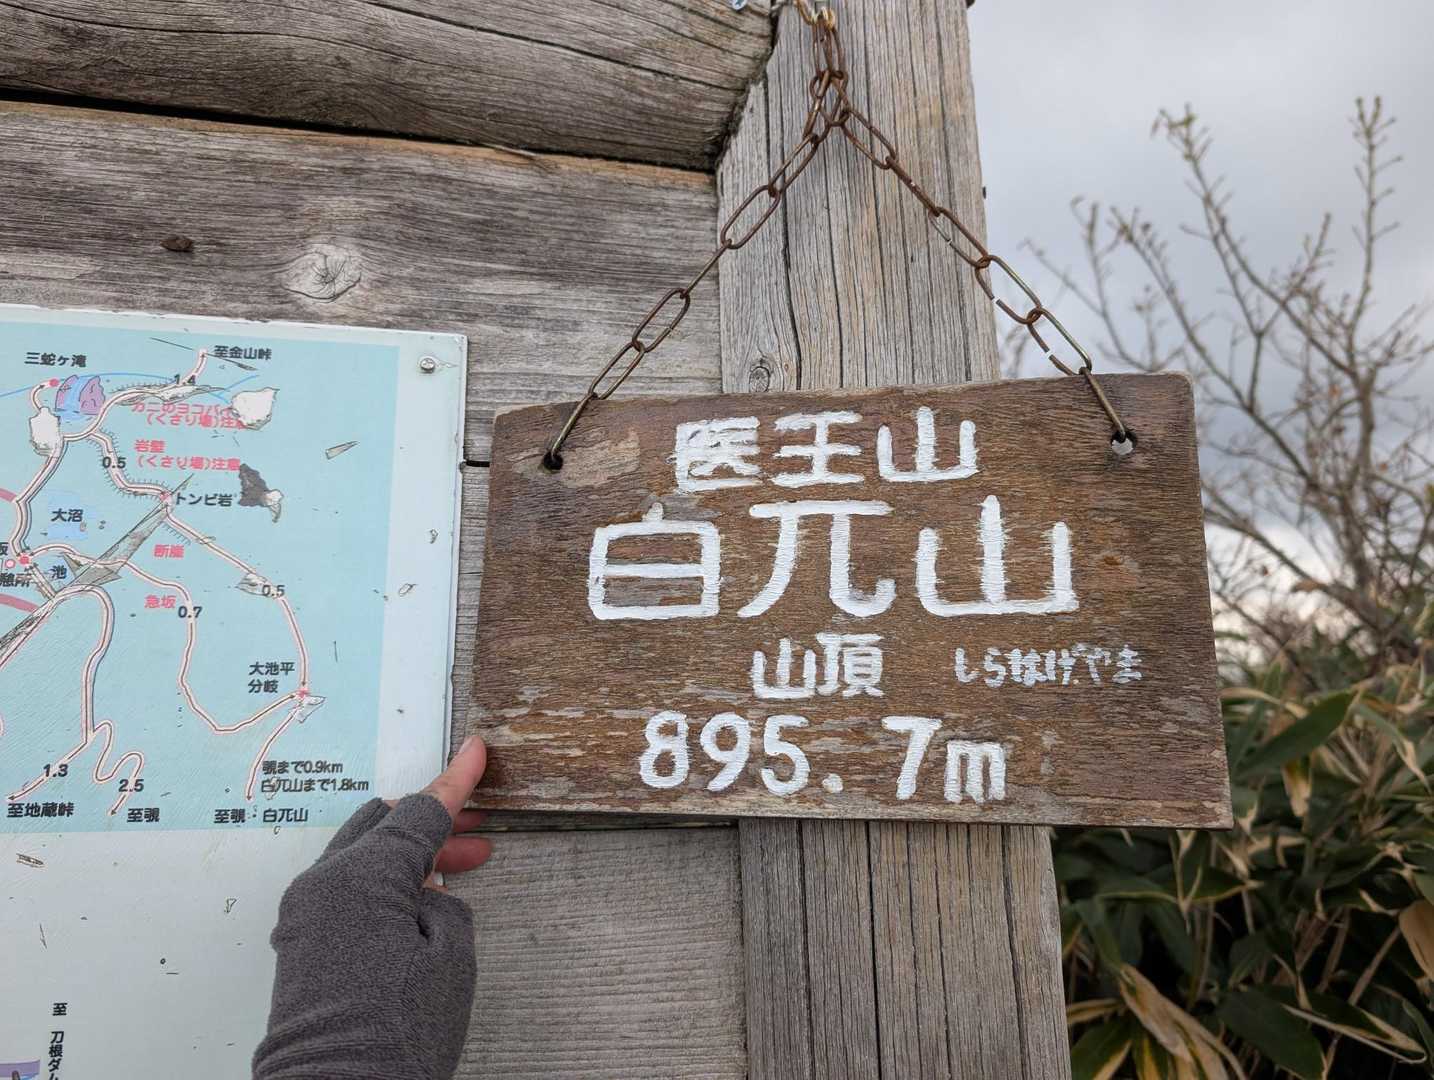 三蛇ヶ滝
至金山峠
1.4
カニのヨコバイ
(くさり場)注意
岩壁
(くさり場)注意
0.5
トンビ岩
大沼
断崖
池
憩所
急坂
0.7
0.5
大池平
分岐
覗まで0.9km
白兀山まで1.8km
1.3
2.5
至地蔵峠
至覗
至覗・白兀山
至 刀根ダム
医王山
白兀山
山頂
しらはげやま
895.7m